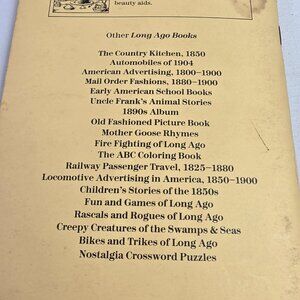 beauty aids.
Other Long Ago Books
The Country Kitchen, 1850
Automobiles of 1904
American Advertising, 1800–1900
Mail Order Fashions, 1880–1900
Early American School Books
Uncle Frank's Animal Stories
1890s Album
Old Fashioned Picture Book
Mother Goose Rhymes
Fire Fighting of Long Ago
The ABC Coloring Book
Railway Passenger Travel, 1825–1880
Locomotive Advertising in America, 1850–1900
Children's Stories of the 1850s
Fun and Games of Long Ago
Rascals and Rogues of Long Ago
Creepy Creatures of the Swamps & Seas
Bikes and Trikes of Long Ago
Nostalgia Crossword Puzzles